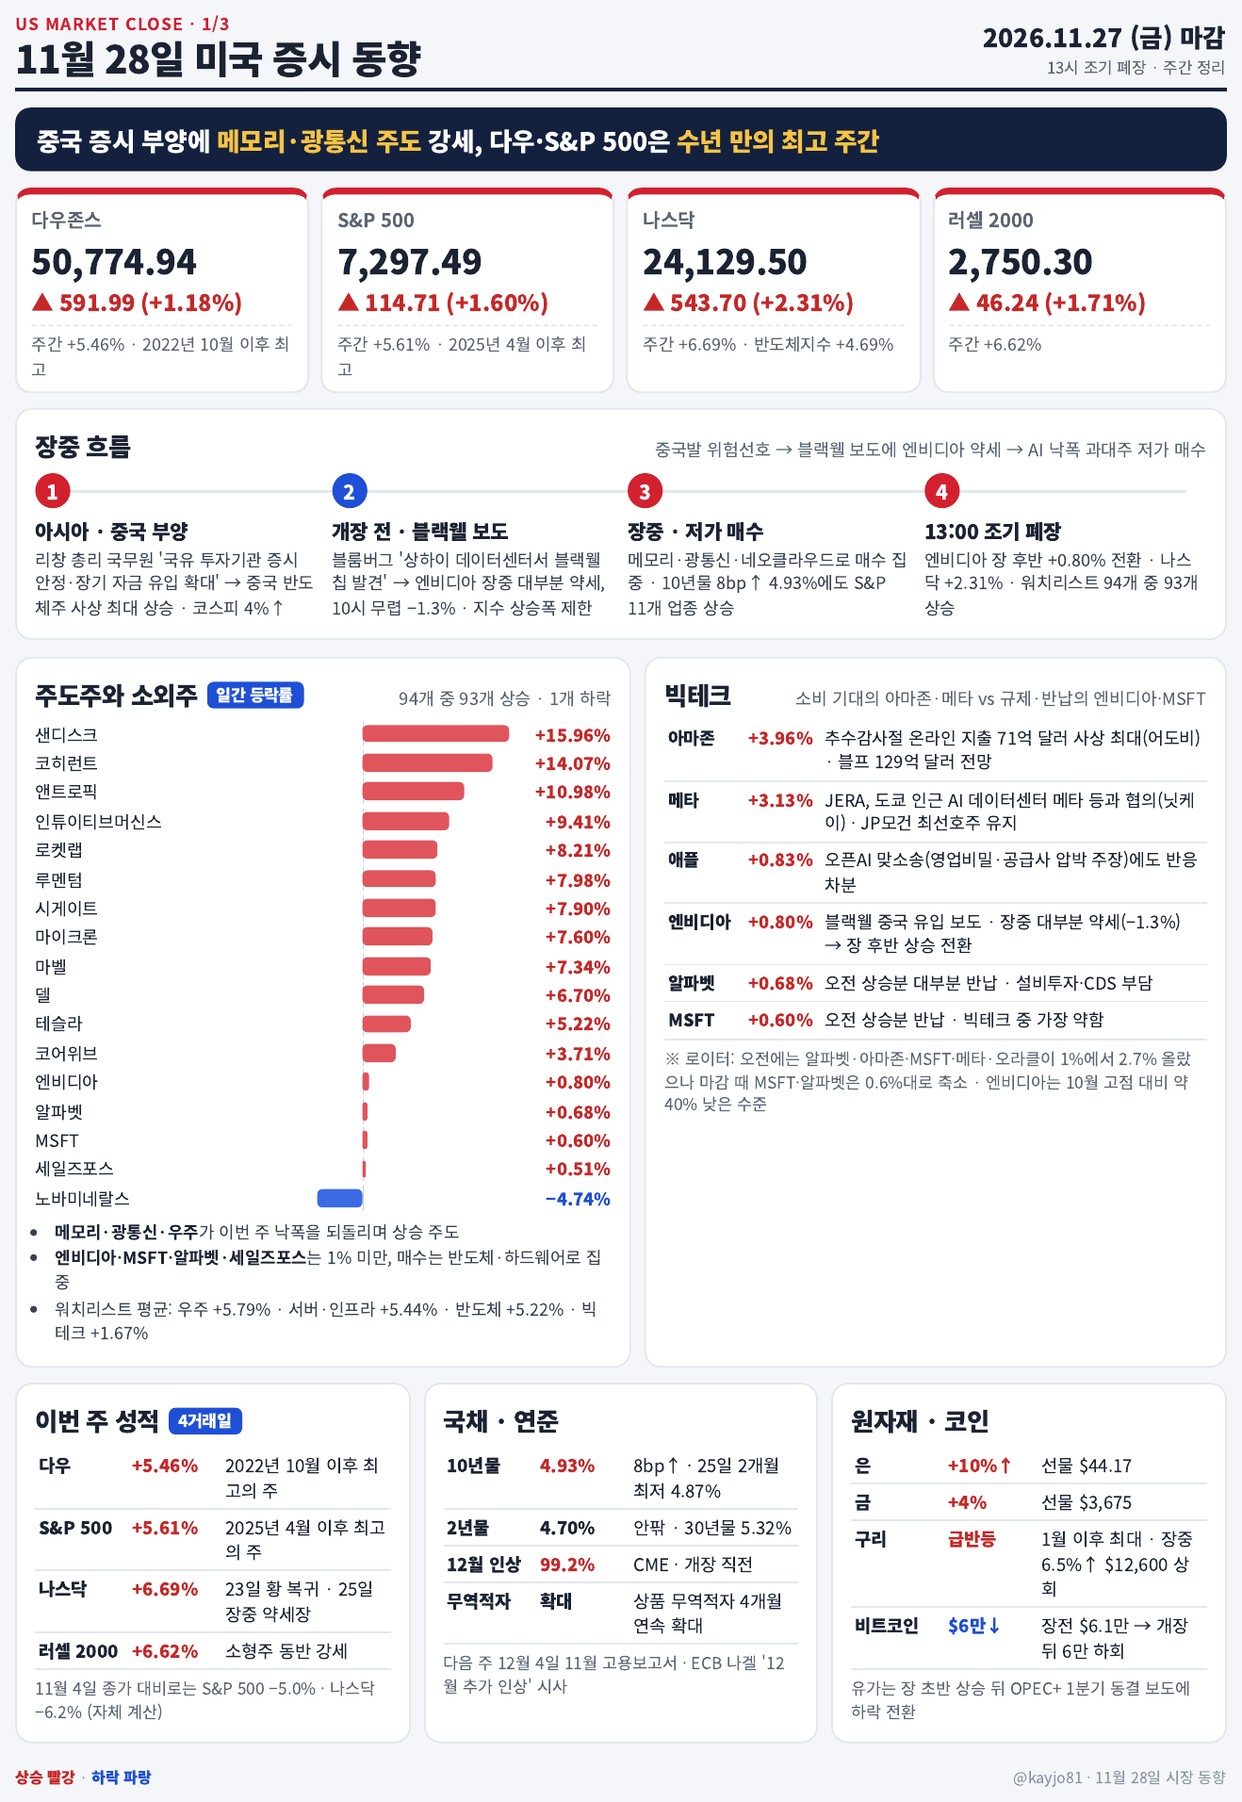 US MARKET CLOSE · 1/3
11월 28일 미국 증시 동향
2026.11.27 (금) 마감
13시 조기 폐장 · 주간 정리
중국 증시 부양에 메모리·광통신 주도 강세, 다우·S&P 500은 수년 만의 최고 주간
다우존스
50,774.94
▲ 591.99 (+1.18%)
주간 +5.46% · 2022년 10월 이후 최
고
S&P 500
7,297.49
▲ 114.71 (+1.60%)
주간 +5.61% · 2025년 4월 이후 최
고
나스닥
24,129.50
▲ 543.70 (+2.31%)
주간 +6.69% · 반도체지수 +4.69%
러셀 2000
2,750.30
▲ 46.24 (+1.71%)
주간 +6.62%
장중 흐름
중국발 위험선호 → 블랙웰 보도에 엔비디아 약세 → AI 낙폭 과대주 저가 매수
1
아시아 · 중국 부양
리창 총리 국무원 '국유 투자기관 증시
안정·장기 자금 유입 확대' → 중국 반도
체주 사상 최대 상승 · 코스피 4%↑
2
개장 전 · 블랙웰 보도
블룸버그 '상하이 데이터센터서 블랙웰
칩 발견' → 엔비디아 장중 대부분 약세,
10시 무렵 −1.3% · 지수 상승폭 제한
3
장중 · 저가 매수
메모리·광통신·네오클라우드로 매수 집
중 · 10년물 8bp↑ 4.93%에도 S&P
11개 업종 상승
4
13:00 조기 폐장
엔비디아 장 후반 +0.80% 전환 · 나스
닥 +2.31% · 워치리스트 94개 중 93개
상승
주도주와 소외주 일간 등락률
94개 중 93개 상승 · 1개 하락
샌디스크 +15.96%
코히런트 +14.07%
앤트로픽 +10.98%
인튜이티브머신스 +9.41%
로켓랩 +8.21%
루멘텀 +7.98%
시게이트 +7.90%
마이크론 +7.60%
마벨 +7.34%
델 +6.70%
테슬라 +5.22%
코어위브 +3.71%
엔비디아 +0.80%
알파벳 +0.68%
MSFT +0.60%
세일즈포스 +0.51%
노바미네랄스 −4.74%
• 메모리·광통신·우주가 이번 주 낙폭을 되돌리며 상승 주도
• 엔비디아·MSFT·알파벳·세일즈포스는 1% 미만, 매수는 반도체·하드웨어로 집
중
• 워치리스트 평균: 우주 +5.79% · 서버·인프라 +5.44% · 반도체 +5.22% · 빅
테크 +1.67%
빅테크
소비 기대의 아마존·메타 vs 규제·반납의 엔비디아·MSFT
아마존 +3.96% 추수감사절 온라인 지출 71억 달러 사상 최대(어도비)
· 블프 129억 달러 전망
메타 +3.13% JERA, 도쿄 인근 AI 데이터센터 메타 등과 협의(닛케
이) · JP모건 최선호주 유지
애플 +0.83% 오픈AI 맞소송(영업비밀·공급사 압박 주장)에도 반응
차분
엔비디아 +0.80% 블랙웰 중국 유입 보도 · 장중 대부분 약세(−1.3%)
→ 장 후반 상승 전환
알파벳 +0.68% 오전 상승분 대부분 반납 · 설비투자·CDS 부담
MSFT +0.60% 오전 상승분 반납 · 빅테크 중 가장 약함
※ 로이터: 오전에는 알파벳·아마존·MSFT·메타·오라클이 1%에서 2.7% 올랐
으나 마감 때 MSFT·알파벳은 0.6%대로 축소 · 엔비디아는 10월 고점 대비 약
40% 낮은 수준
이번 주 성적 4거래일
다우 +5.46% 2022년 10월 이후 최
고의 주
S&P 500 +5.61% 2025년 4월 이후 최고
의 주
나스닥 +6.69% 23일 황 복귀 · 25일
장중 약세장
러셀 2000 +6.62% 소형주 동반 강세
11월 4일 종가 대비로는 S&P 500 −5.0% · 나스닥
−6.2% (자체 계산)
국채 · 연준
10년물 4.93% 8bp↑ · 25일 2개월
최저 4.87%
2년물 4.70% 안팎 · 30년물 5.32%
12월 인상 99.2% CME · 개장 직전
무역적자 확대 상품 무역적자 4개월
연속 확대
다음 주 12월 4일 11월 고용보고서 · ECB 나겔 '12
월 추가 인상' 시사
원자재 · 코인
은 +10%↑ 선물 $44.17
금 +4% 선물 $3,675
구리 급반등 1월 이후 최대 · 장중
6.5%↑ $12,600 상
회
비트코인 $6만↓ 장전 $6.1만 → 개장
뒤 6만 하회
유가는 장 초반 상승 뒤 OPEC+ 1분기 동결 보도에
하락 전환
상승 빨강 · 하락 파랑
@kayjo81 · 11월 28일 시장 동향